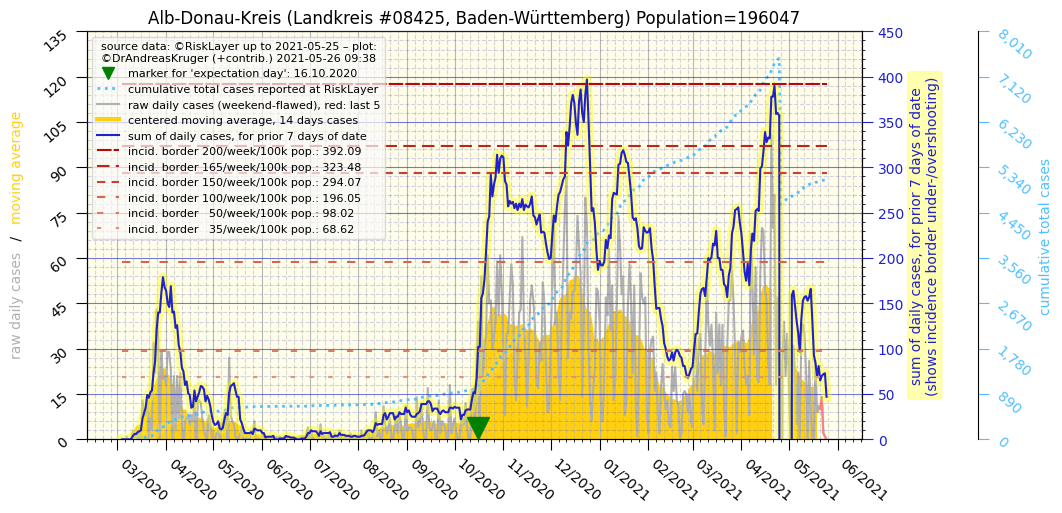 Alb-Donau-Kreis (Landkreis #08425, Baden-Württemberg) Population=196047
source data: ©RiskLayer up to 2021-05-25 – plot:
©DrAndreasKruger (+contrib.) 2021-05-26 09:38
marker for 'expectation day': 16.10.2020
cumulative total cases reported at RiskLayer
raw daily cases (weekend-flawed), red: last 5
centered moving average, 14 days cases
sum of daily cases, for prior 7 days of date
incid. border 200/week/100k pop.: 392.09
incid. border 165/week/100k pop.: 323.48
incid. border 150/week/100k pop.: 294.07
incid. border 100/week/100k pop.: 196.05
incid. border 50/week/100k pop.: 98.02
incid. border 35/week/100k pop.: 68.62
raw daily cases / moving average
135
120
105
90
75
60
45
30
15
0
03/2020
04/2020
05/2020
06/2020
07/2020
08/2020
09/2020
10/2020
11/2020
12/2020
01/2021
02/2021
03/2021
04/2021
05/2021
06/2021
450
400
350
300
250
200
150
100
50
0
sum of daily cases, for prior 7 days of date
(shows incidence border under-/overshooting)
8,010
7,120
6,230
5,340
4,450
3,560
2,670
1,780
890
0
cumulative total cases